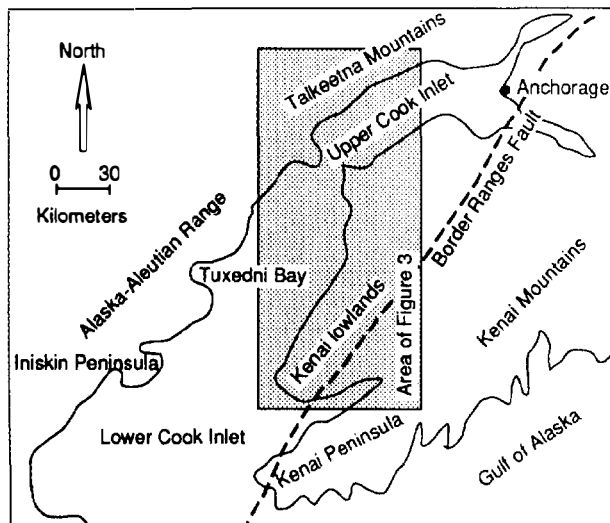 North
0 30
Kilometers
Talkeetna Mountains
Upper Cook Inlet
Anchorage
Border Ranges Fault
Alaska-Aleutian Range
Tuxedni Bay
Iniskin Peninsula
Kenai lowlands
Area of Figure 3
Kenai Mountains
Lower Cook Inlet
Kenai Peninsula
Gulf of Alaska